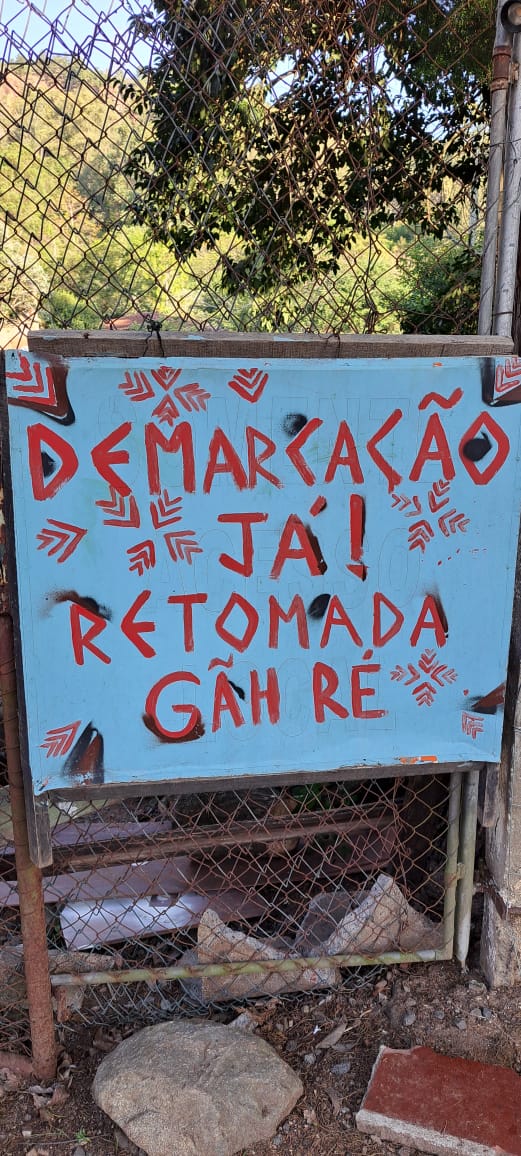 DEMARCAÇÃO
JÁ!
RETOMADA
GÃH RÉ